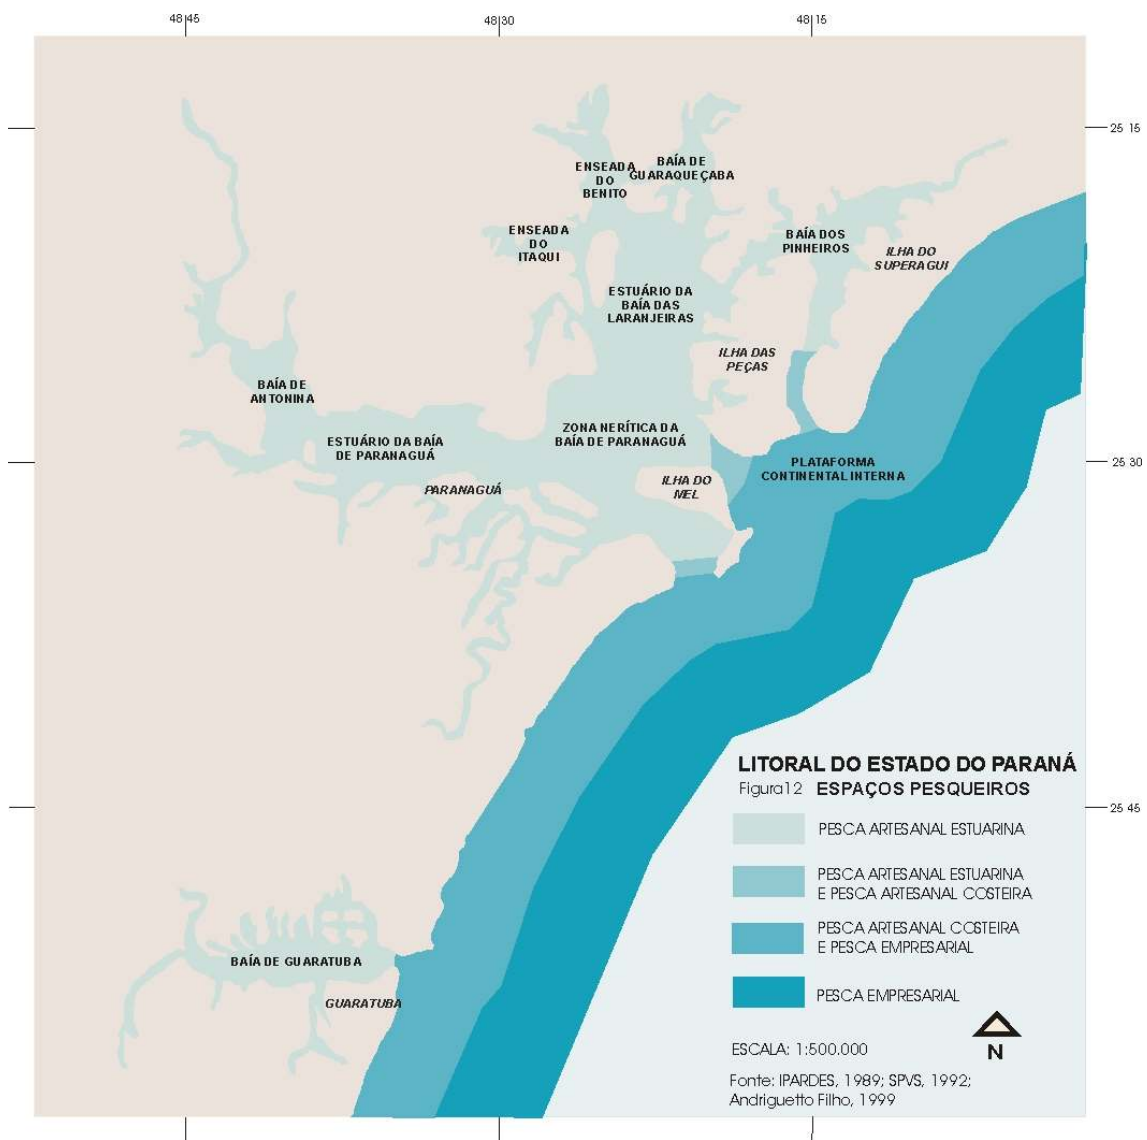 48 45
48 30
48 15
25 15
ENSEADA
DO
BENITO
BAÍA DE
GUARAQUEÇABA
ENSEADA
DO
ITAQUI
BAÍA DOS
PINHEIROS
ILHA DO
SUPERAGUI
ESTUÁRIO DA
BAÍA DAS
LARANJEIRAS
ILHA DAS
PEÇAS
BAÍA DE
ANTONINA
ESTUÁRIO DA BAÍA
DE PARANAGUÁ
ZONA NERÍTICA DA
BAÍA DE PARANAGUÁ
PLATAFORMA
CONTINENTAL INTERNA
25 30
PARANAGUÁ
ILHA DO
MEL
LITORAL DO ESTADO DO PARANÁ
Figura12 ESPAÇOS PESQUEIROS
25 45
PESCA ARTESANAL ESTUARINA
PESCA ARTESANAL ESTUARINA
E PESCA ARTESANAL COSTEIRA
PESCA ARTESANAL COSTEIRA
E PESCA EMPRESARIAL
PESCA EMPRESARIAL
BAÍA DE GUARATUBA
GUARATUBA
N
ESCALA: 1:500.000
Fonte: IPARDES, 1989; SPVS, 1992;
Andriguetto Filho, 1999